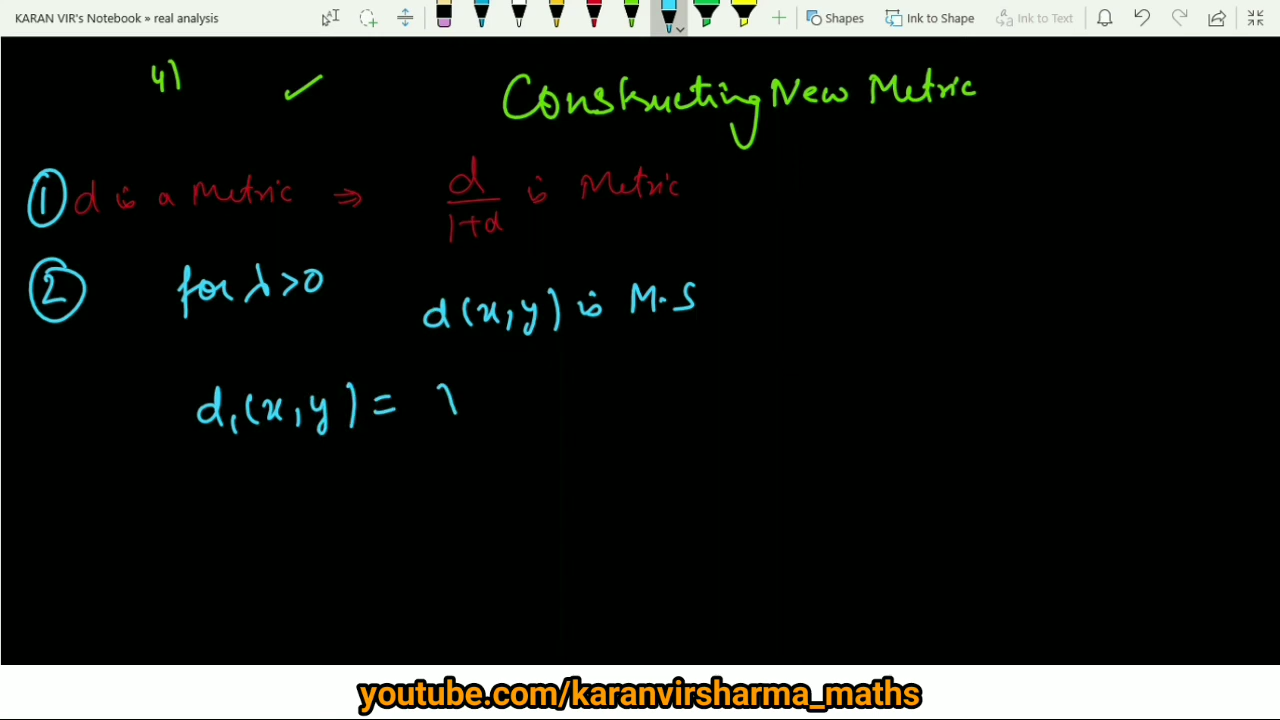 KARAN VIR's Notebook » real analysis
Shapes
Ink to Shape
Ink to Text
4)
Constructing New Metric
① d is a Metric ⇒ d/1+d is Metric
② for λ>0 d(x,y) is M.S
d₁(x,y) =
youtube.com/karanvirsharma_maths